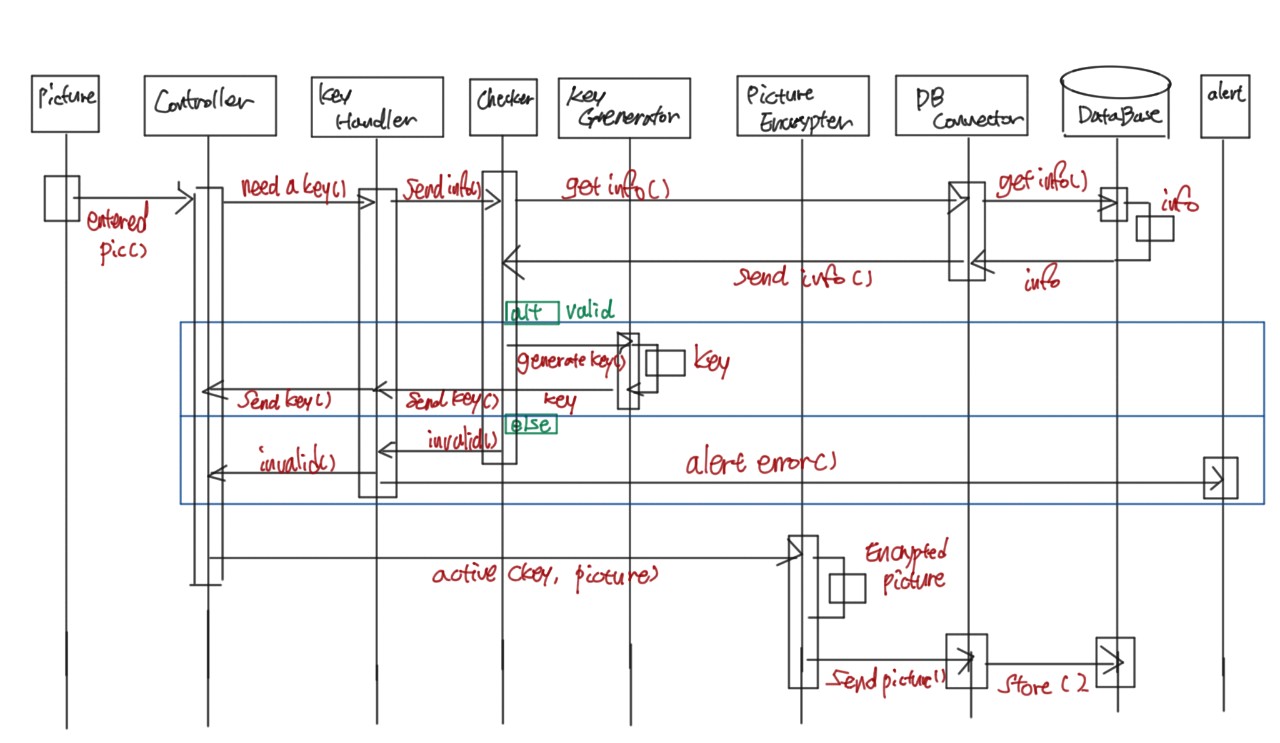 Picture
Controller
Key
Handler
Checker
Key
Generator
Picture
Encrypter
DB
Connector
DataBase
alert
entered
pic()
need a key()
Send info()
get info()
get info()
info
info
Send info()
alt valid
generate key()
key
key
Send key()
Send key()
else
invalid()
invalid()
alert error()
active (key, picture)
Encrypted
picture
Send picture()
Store()